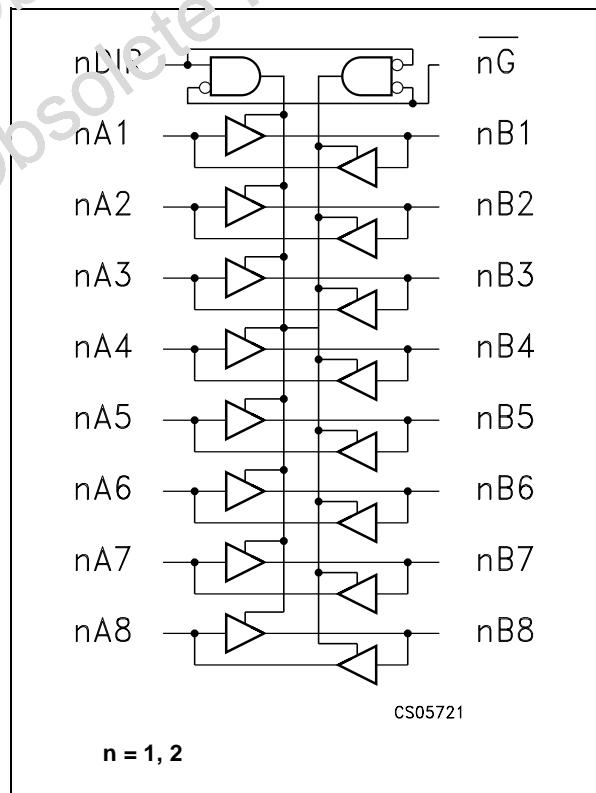 Obsolete
nDIR nG
nA1 nB1
nA2 nB2
nA3 nB3
nA4 nB4
nA5 nB5
nA6 nB6
nA7 nB7
nA8 nB8
CS05721
n = 1, 2